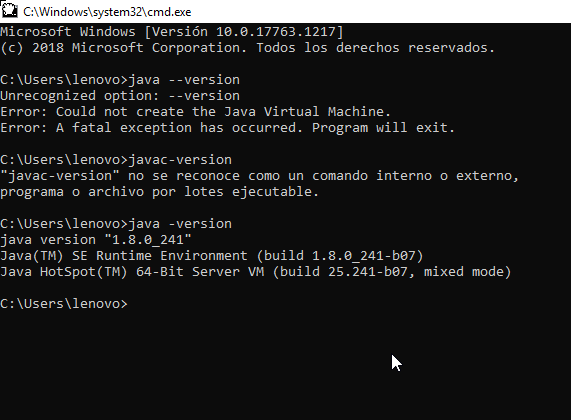 C:\Windows\system32\cmd.exe
Microsoft Windows [Versión 10.0.17763.1217]
(c) 2018 Microsoft Corporation. Todos los derechos reservados.
C:\Users\lenovo>java --version
Unrecognized option: --version
Error: Could not create the Java Virtual Machine.
Error: A fatal exception has occurred. Program will exit.
C:\Users\lenovo>javac-version
"javac-version" no se reconoce como un comando interno o externo,
programa o archivo por lotes ejecutable.
C:\Users\lenovo>java -version
java version "1.8.0_241"
Java(TM) SE Runtime Environment (build 1.8.0_241-b07)
Java HotSpot(TM) 64-Bit Server VM (build 25.241-b07, mixed mode)
C:\Users\lenovo>